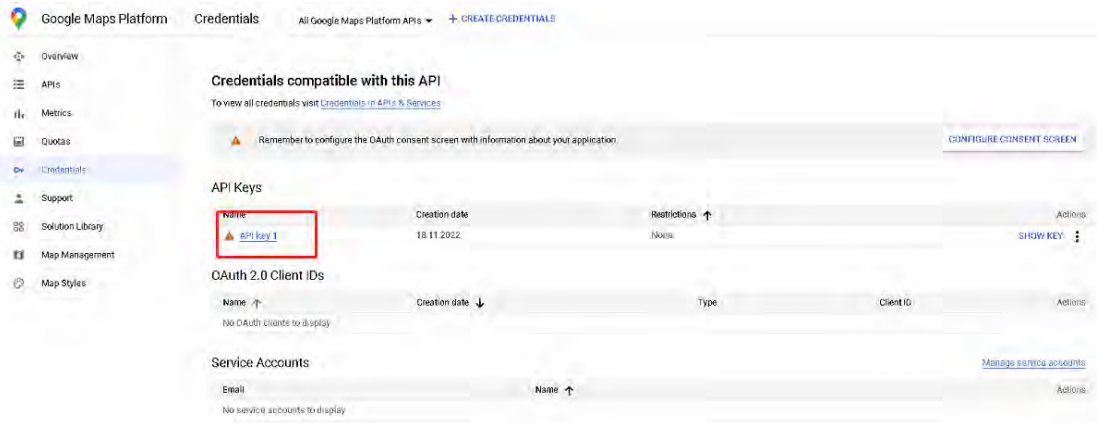 Google Maps Platform
Credentials
All Google Maps Platform APIs
+ CREATE CREDENTIALS
Overview
APIs
Metrics
Quotas
Credentials
Support
Solution Library
Map Management
Map Styles
Credentials compatible with this API
To view all credentials visit Credentials in APIs & Services
Remember to configure the OAuth consent screen with information about your application.
CONFIGURE CONSENT SCREEN
API Keys
Name Creation date Restrictions Actions
API key 1 18.11.2022 None SHOW KEY
OAuth 2.0 Client IDs
Name Creation date Type Client ID Actions
No OAuth clients to display
Service Accounts
Manage service accounts
Email Name Actions
No service accounts to display